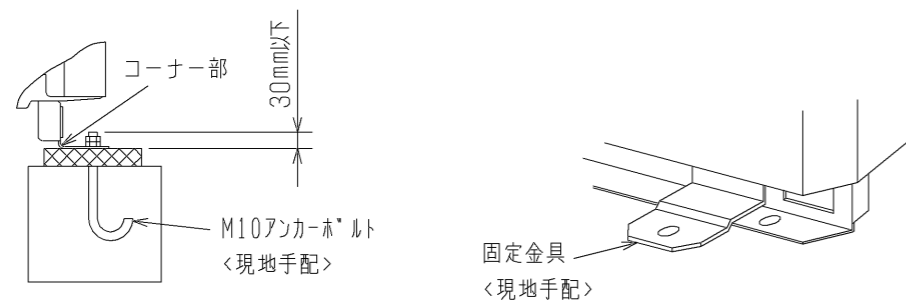 コーナー部
30mm以下
M10アンカーボルト
<現地手配>
固定金具
<現地手配>